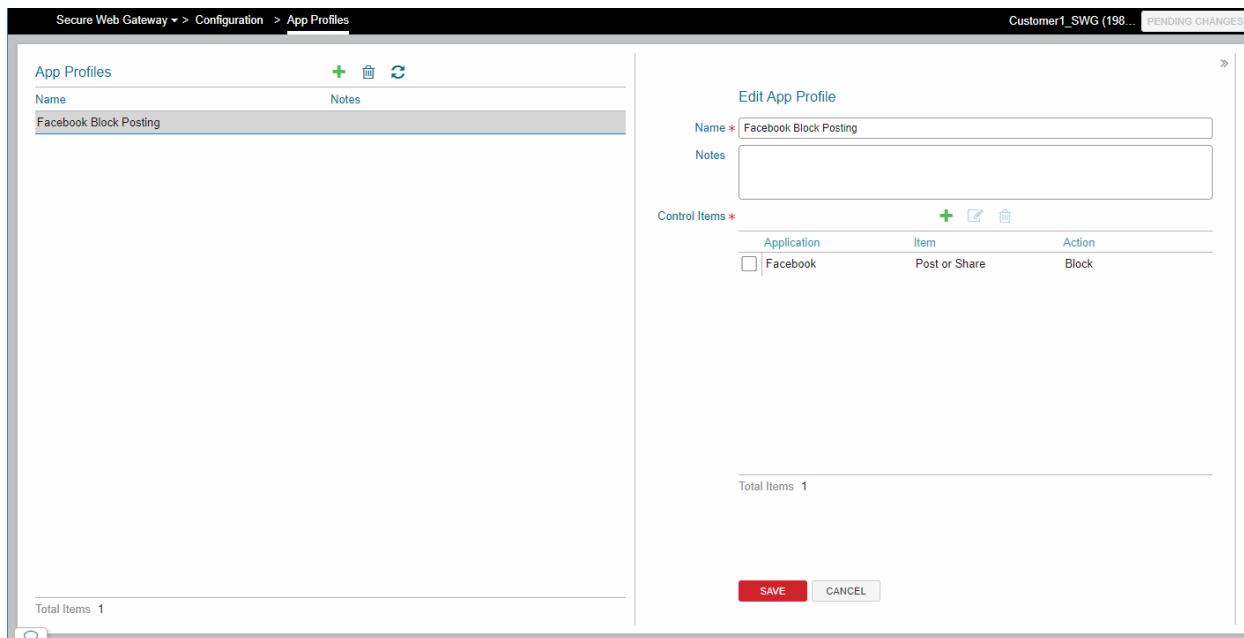 Secure Web Gateway > Configuration > App Profiles
Customer1_SWG (198... PENDING CHANGES
App Profiles
Name Notes
Facebook Block Posting
Total Items 1
Edit App Profile
Name * Facebook Block Posting
Notes
Control Items *
Application Item Action
Facebook Post or Share Block
Total Items 1
SAVE CANCEL